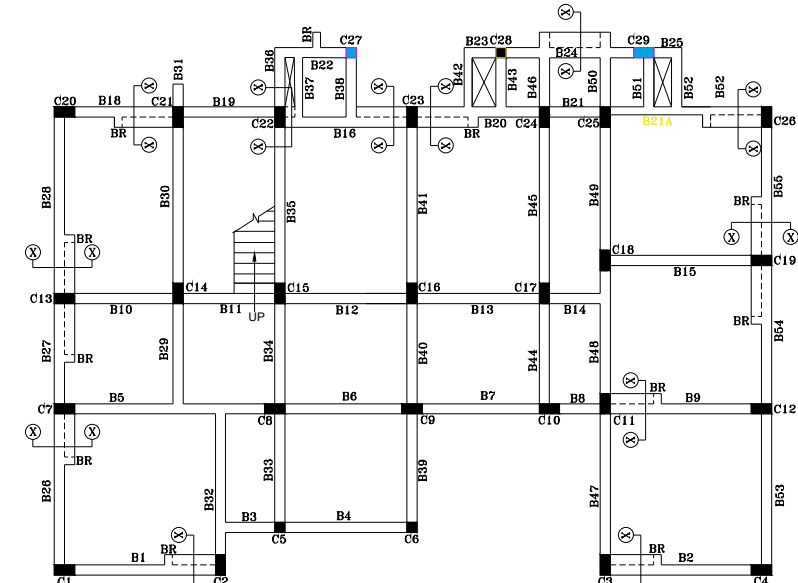 X
BR C27 C28 C29
B23 B24 B25
B31 B36 B22 X
B37 B38 B42 B43 B46 B50 B51 B52 B52
X X X X X
C20 B18 C21 B19 C23 B21
BR C22 B16 BR B20 C24 C25 B21A C26
X X X X X
B28 B30 B35 B41 B45 B49 B55
BR
BR N X X
X X C18 C19
B15
C13 C14 C15 C16 C17
B10 B11 B12 B13 B14
UP BR
B27 B29 B34 B40 B44 B48 B54
BR
X BR
B5 B6 B7 B8 B9
C7 C8 C9 C10 C11 C12
X X X
BR
B26 B32 B33 B39 B47 B53
B3 B4
C5 C6
X X
B1 BR BR B2
C1 C2 C3 C4